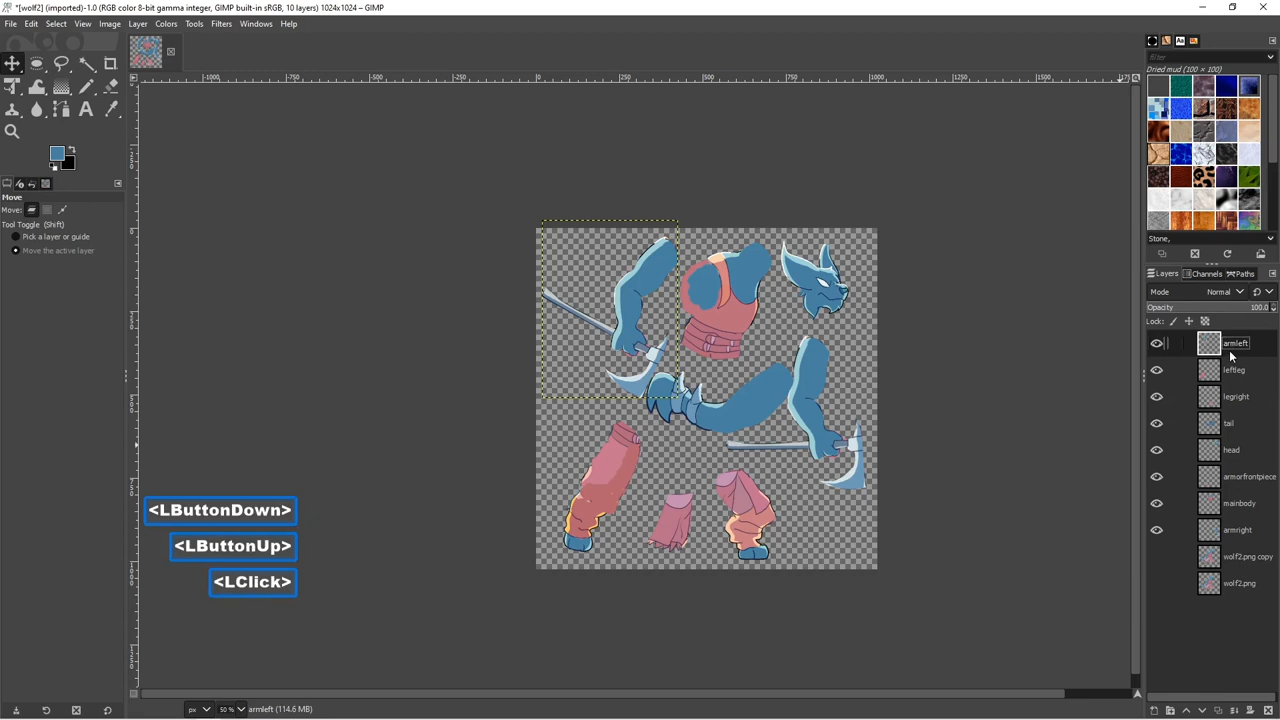 *[wolf2] (imported)-1.0 (RGB color 8-bit gamma integer, GIMP built-in sRGB, 10 layers) 1024x1024 – GIMP
File Edit Select View Image Layer Colors Tools Filters Windows Help
filter
Dried mud (100 × 100)
Move
Move:
Tool Toggle (Shift)
Pick a layer or guide
Move the active layer
Stone,
Layers Channels Paths
Mode Normal
Opacity 100.0
Lock:
armleft
leftleg
legright
tail
head
armorfrontpiece
mainbody
armright
wolf2.png copy
wolf2.png
<LButtonDown>
<LButtonUp>
<LClick>
px 50 % armleft (114.6 MB)